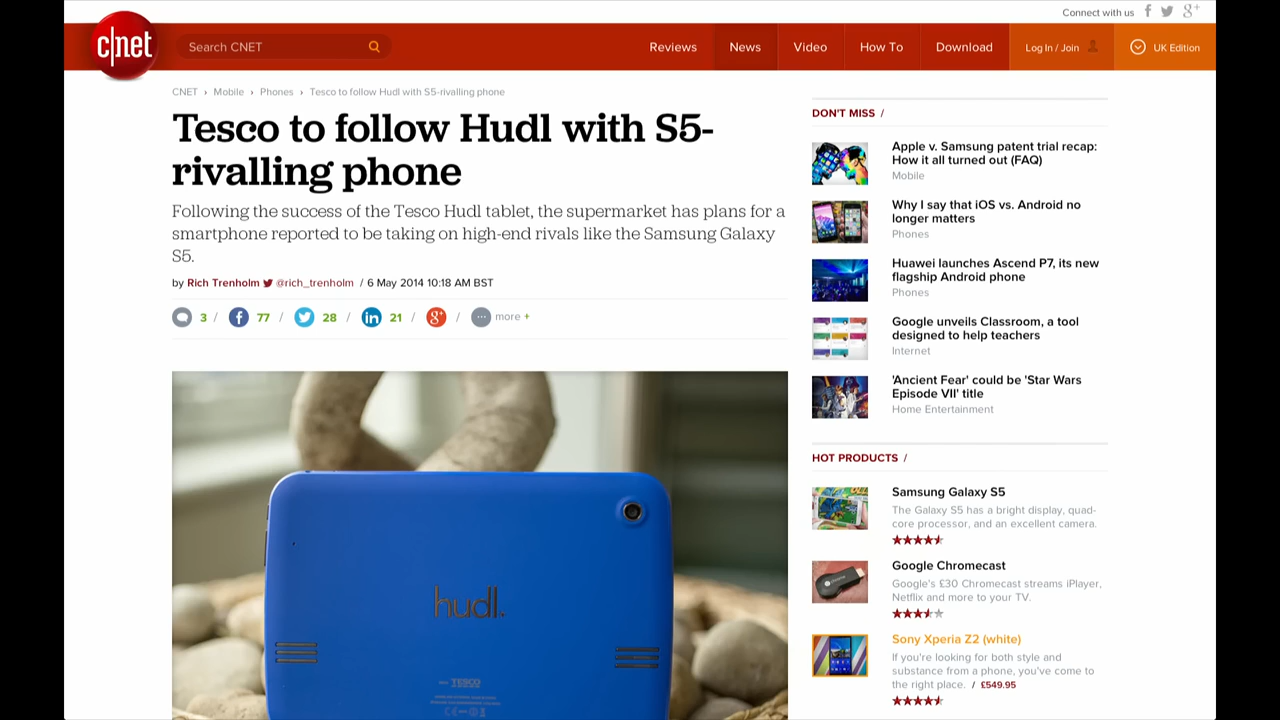 Connect with us
c|net
Search CNET
Reviews
News
Video
How To
Download
Log In / Join
UK Edition
CNET › Mobile › Phones › Tesco to follow Hudl with S5-rivalling phone
Tesco to follow Hudl with S5-
rivalling phone
Following the success of the Tesco Hudl tablet, the supermarket has plans for a
smartphone reported to be taking on high-end rivals like the Samsung Galaxy
S5.
by Rich Trenholm @rich_trenholm / 6 May 2014 10:18 AM BST
3 / 77 / 28 / 21 / / more +
hudl.
TESCO
DON'T MISS /
Apple v. Samsung patent trial recap:
How it all turned out (FAQ)
Mobile
Why I say that iOS vs. Android no
longer matters
Phones
Huawei launches Ascend P7, its new
flagship Android phone
Phones
Google unveils Classroom, a tool
designed to help teachers
Internet
'Ancient Fear' could be 'Star Wars
Episode VII' title
Home Entertainment
HOT PRODUCTS /
Samsung Galaxy S5
The Galaxy S5 has a bright display, quad-
core processor, and an excellent camera.
Google Chromecast
Google's £30 Chromecast streams iPlayer,
Netflix and more to your TV.
Sony Xperia Z2 (white)
If you're looking for both style and
substance from a phone, you've come to
the right place. / £549.95